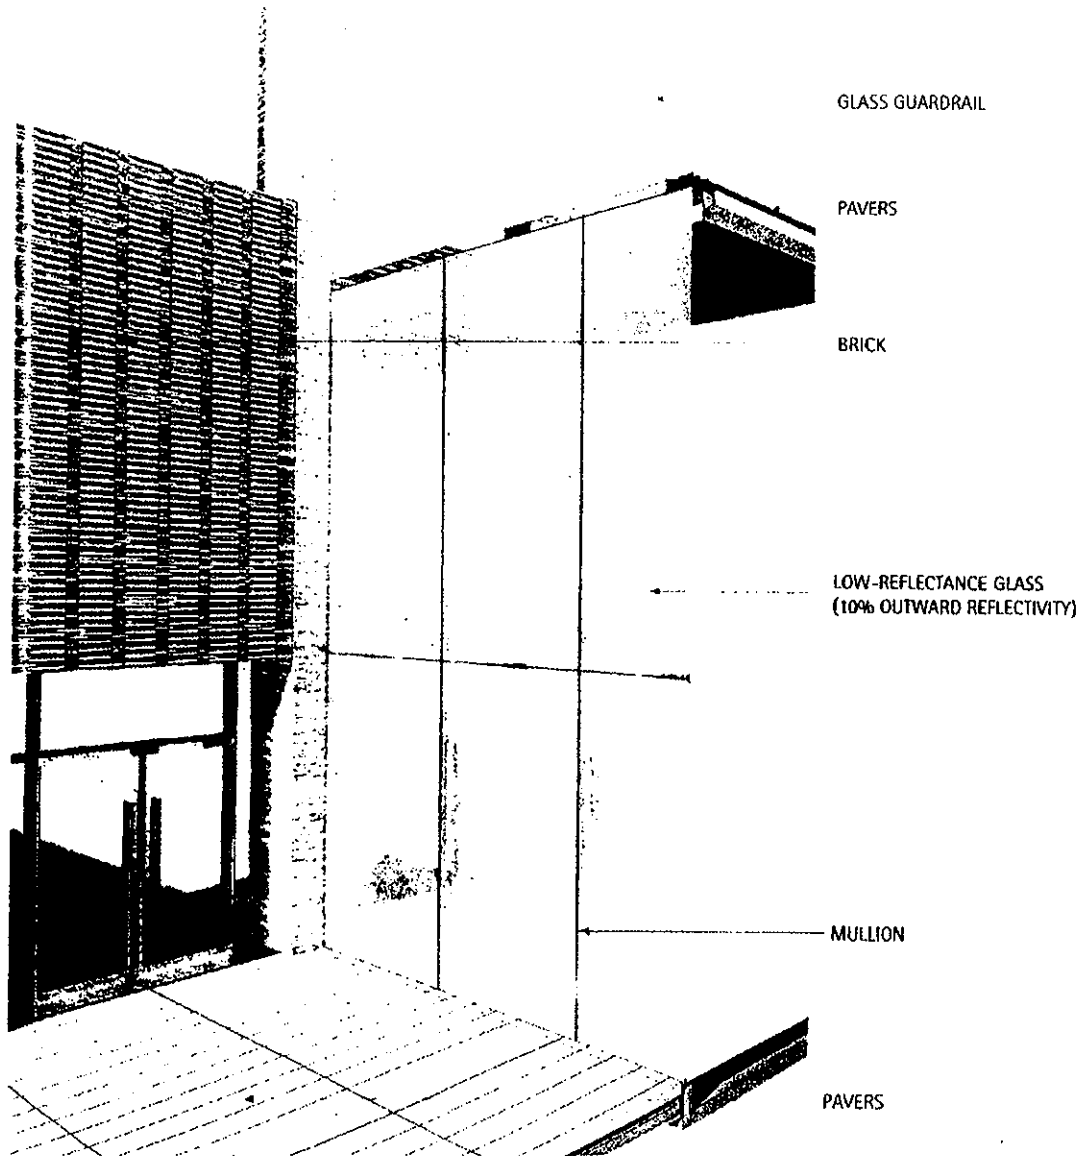 GLASS GUARDRAIL
PAVERS
BRICK
LOW-REFLECTANCE GLASS
(10% OUTWARD REFLECTIVITY)
MULLION
PAVERS